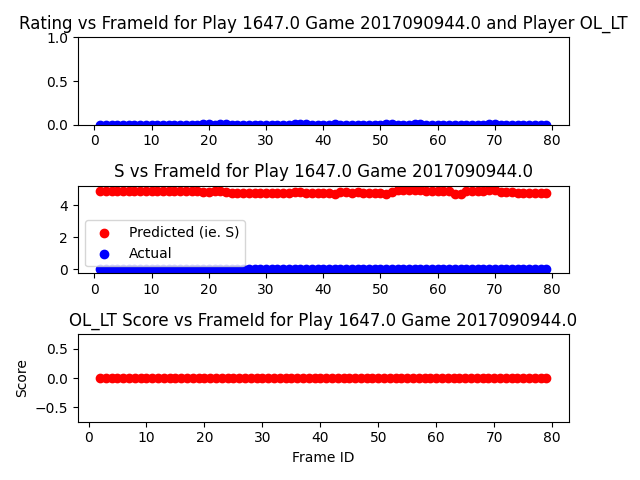 Rating vs FrameId for Play 1647.0 Game 2017090944.0 and Player OL_LT
1.0
0.5
0.0
0 10 20 30 40 50 60 70 80
S vs FrameId for Play 1647.0 Game 2017090944.0
4
2
0
Predicted (ie. S)
Actual
0 10 20 30 40 50 60 70 80
OL_LT Score vs FrameId for Play 1647.0 Game 2017090944.0
Score
0.5
0.0
−0.5
0 10 20 30 40 50 60 70 80
Frame ID